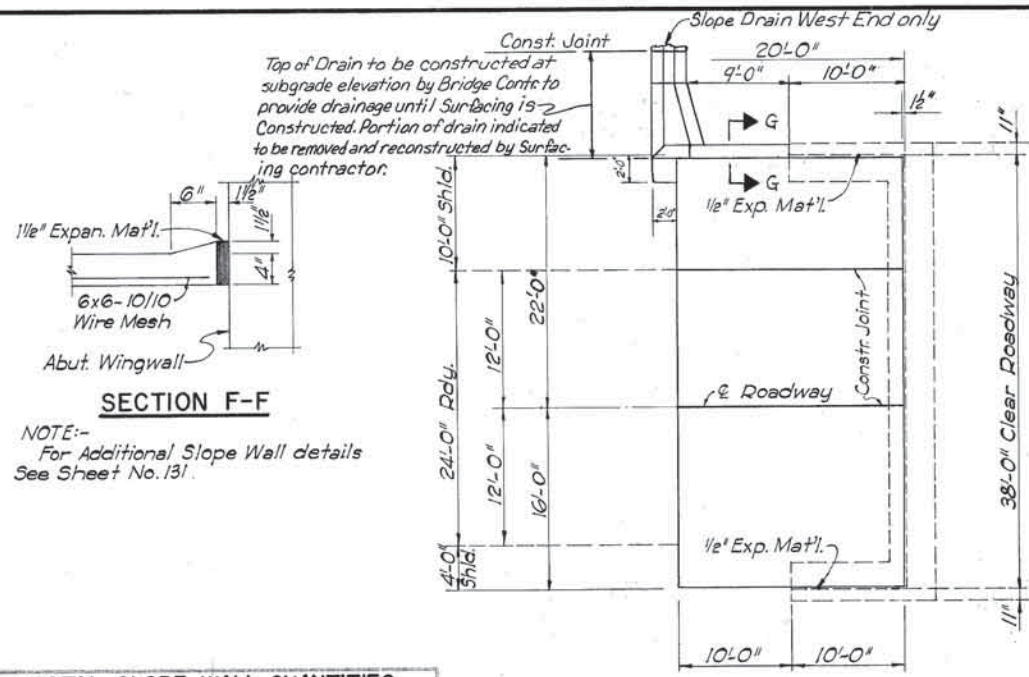 Slope Drain West End only
Const. Joint
20'-0"
Top of Drain to be constructed at
subgrade elevation by Bridge Contr. to
provide drainage until Surfacing is
Constructed. Portion of drain indicated
to be removed and reconstructed by Surfac-
ing contractor.
9'-0"
10'-0"
1½"
11"
G
G
2'-0"
2'-0"
½" Exp. Mat'l.
6"
1½"
1½"
1½" Expan. Mat'l.
4"
6x6-10/10
Wire Mesh
Abut. Wingwall
SECTION F-F
NOTE:-
For Additional Slope Wall details
See Sheet No. 131.
10'-0" Shld.
22'-0"
12'-0"
24'-0" Rdy.
12'-0"
16'-0"
4'-0"
Shld.
Constr. Joint
℄ Roadway
38'-0" Clear Roadway
½" Exp. Mat'l.
11"
10'-0"
10'-0"
SLOPE WALL QUANTITIES